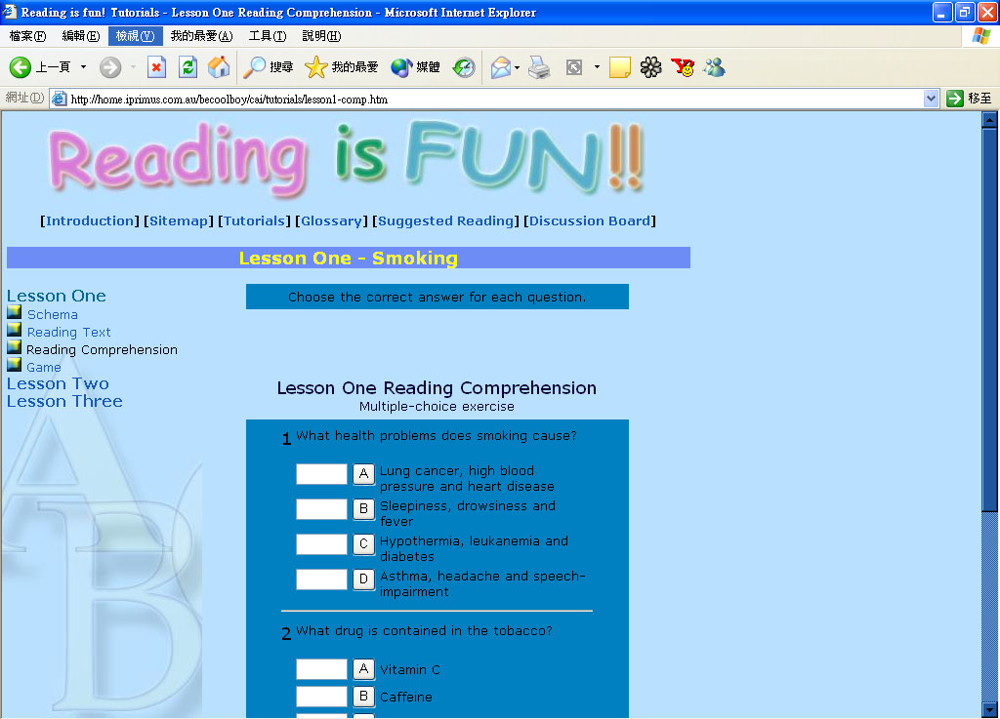 Reading is fun! Tutorials - Lesson One Reading Comprehension - Microsoft Internet Explorer
檔案(F) 編輯(E) 檢視(V) 我的最愛(A) 工具(T) 說明(H)
上一頁 搜尋 我的最愛 媒體
網址(D) http://home.iprimus.com.au/becoolboy/cai/tutorials/lesson1-comp.htm 移至
Reading is FUN!!
[Introduction] [Sitemap] [Tutorials] [Glossary] [Suggested Reading] [Discussion Board]
Lesson One - Smoking
Lesson One
Schema
Reading Text
Reading Comprehension
Game
Lesson Two
Lesson Three
AB
Choose the correct answer for each question.
Lesson One Reading Comprehension
Multiple-choice exercise
1 What health problems does smoking cause?
A Lung cancer, high blood
pressure and heart disease
B Sleepiness, drowsiness and
fever
C Hypothermia, leukanemia and
diabetes
D Asthma, headache and speech-
impairment
2 What drug is contained in the tobacco?
A Vitamin C
B Caffeine